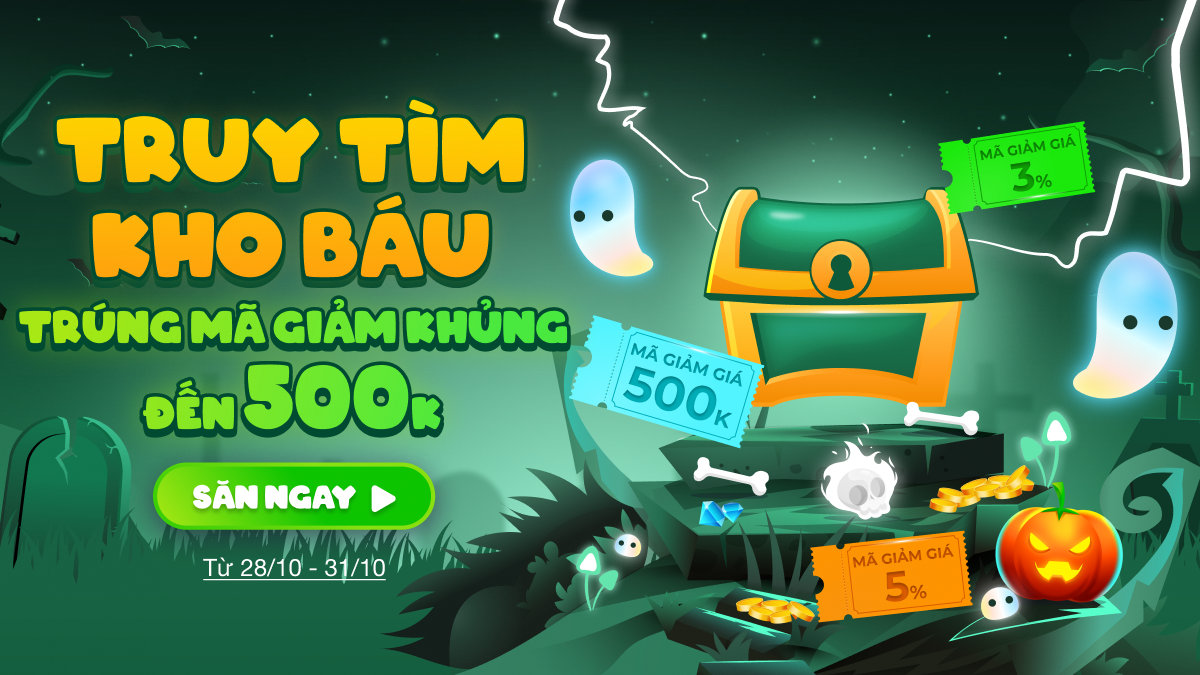 TRUY TÌM
KHO BÁU
TRÚNG MÃ GIẢM KHỦNG
ĐẾN 500K
SĂN NGAY
Từ 28/10 - 31/10
MÃ GIẢM GIÁ
3%
MÃ GIẢM GIÁ
500K
MÃ GIẢM GIÁ
5%